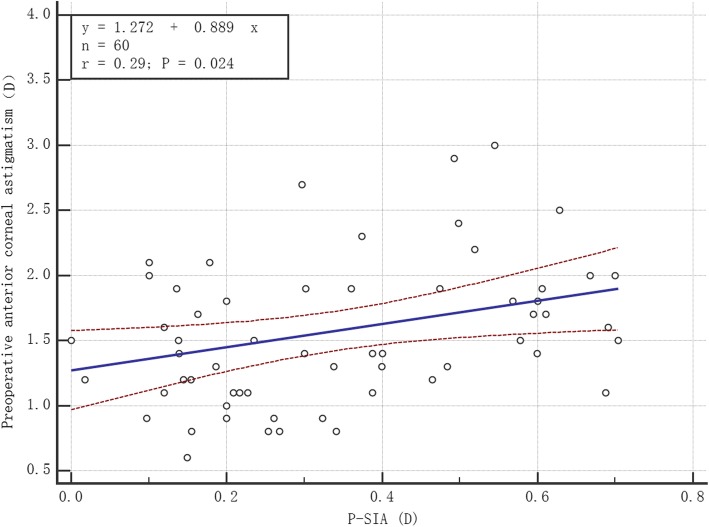 y = 1.272 + 0.889 x
n = 60
r = 0.29; P = 0.024
Preoperative anterior corneal astigmatism (D)
4.0
3.5
3.0
2.5
2.0
1.5
1.0
0.5
0.0 0.2 0.4 0.6 0.8
P-SIA (D)